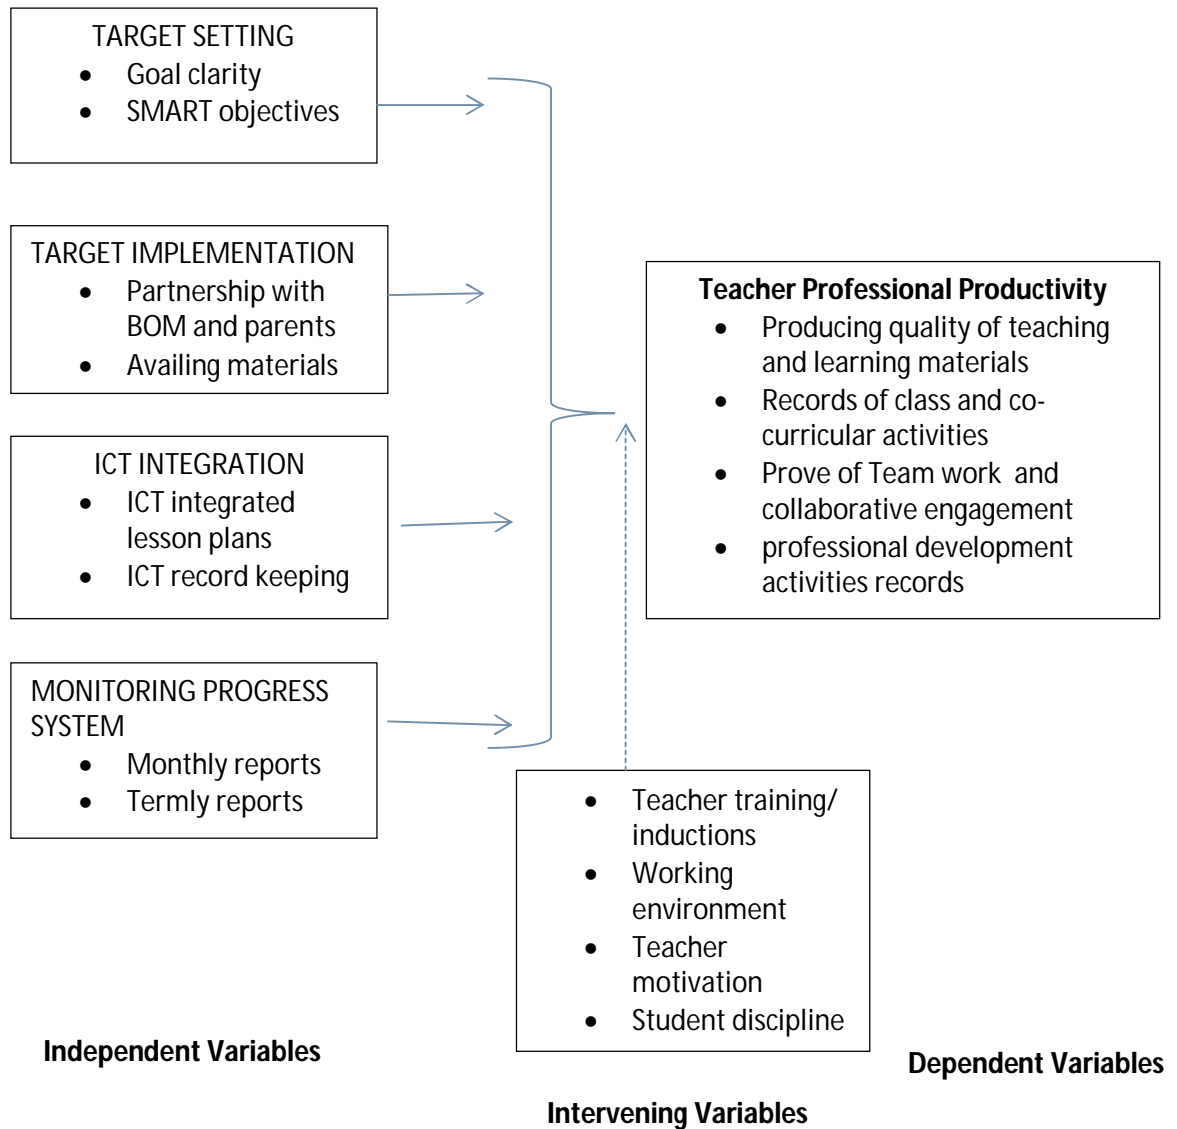 TARGET SETTING
• Goal clarity
• SMART objectives
TARGET IMPLEMENTATION
• Partnership with
BOM and parents
• Availing materials
ICT INTEGRATION
• ICT integrated
lesson plans
• ICT record keeping
MONITORING PROGRESS
SYSTEM
• Monthly reports
• Termly reports
Teacher Professional Productivity
• Producing quality of teaching
and learning materials
• Records of class and co-
curricular activities
• Prove of Team work and
collaborative engagement
• professional development
activities records
• Teacher training/
inductions
• Working
environment
• Teacher
motivation
• Student discipline
Independent Variables
Dependent Variables
Intervening Variables